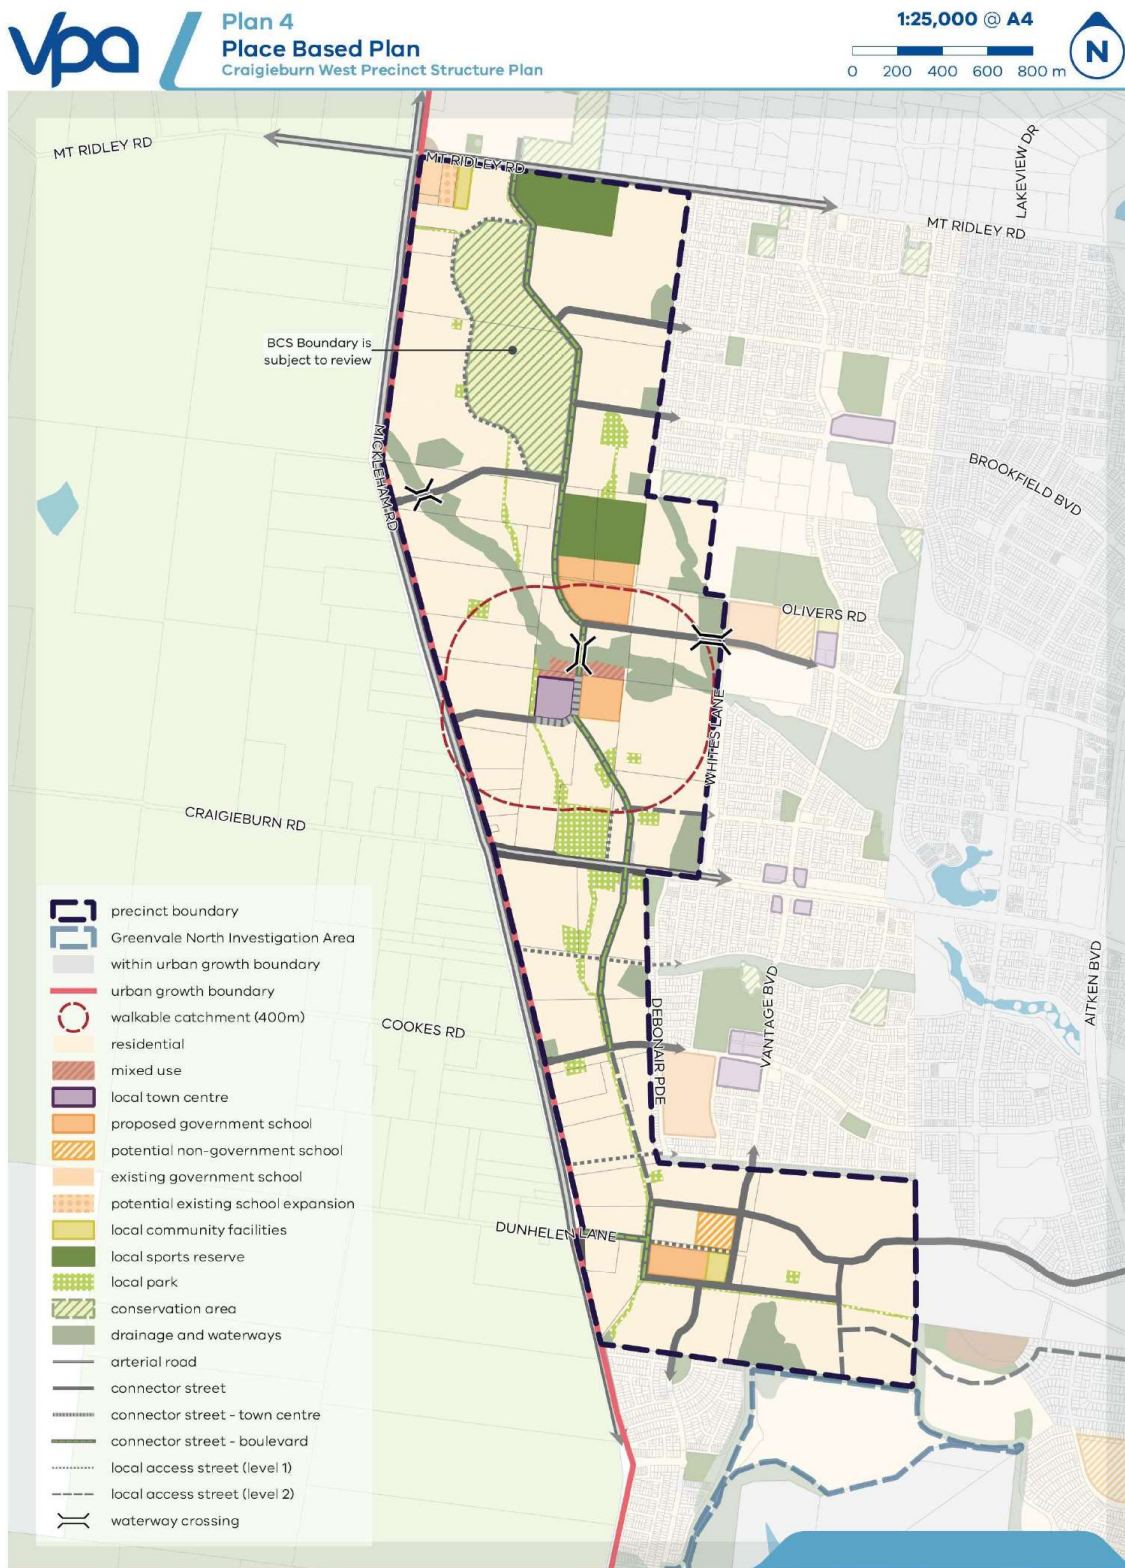 vpa
Plan 4
Place Based Plan
Craigieburn West Precinct Structure Plan
1:25,000 @ A4
0 200 400 600 800 m
N
MT RIDLEY RD
MT RIDLEY RD
LAKEVIEW DR
MT RIDLEY RD
BCS Boundary is
subject to review
MICKLEHAM RD
BROOKFIELD BVD
OLIVERS RD
WHITES LANE
CRAIGIEBURN RD
COOKES RD
DEBONAIR PDE
VANTAGE BVD
AITKEN BVD
DUNHELEN LANE
precinct boundary
Greenvale North Investigation Area
within urban growth boundary
urban growth boundary
walkable catchment (400m)
residential
mixed use
local town centre
proposed government school
potential non-government school
existing government school
potential existing school expansion
local community facilities
local sports reserve
local park
conservation area
drainage and waterways
arterial road
connector street
connector street - town centre
connector street - boulevard
local access street (level 1)
local access street (level 2)
waterway crossing